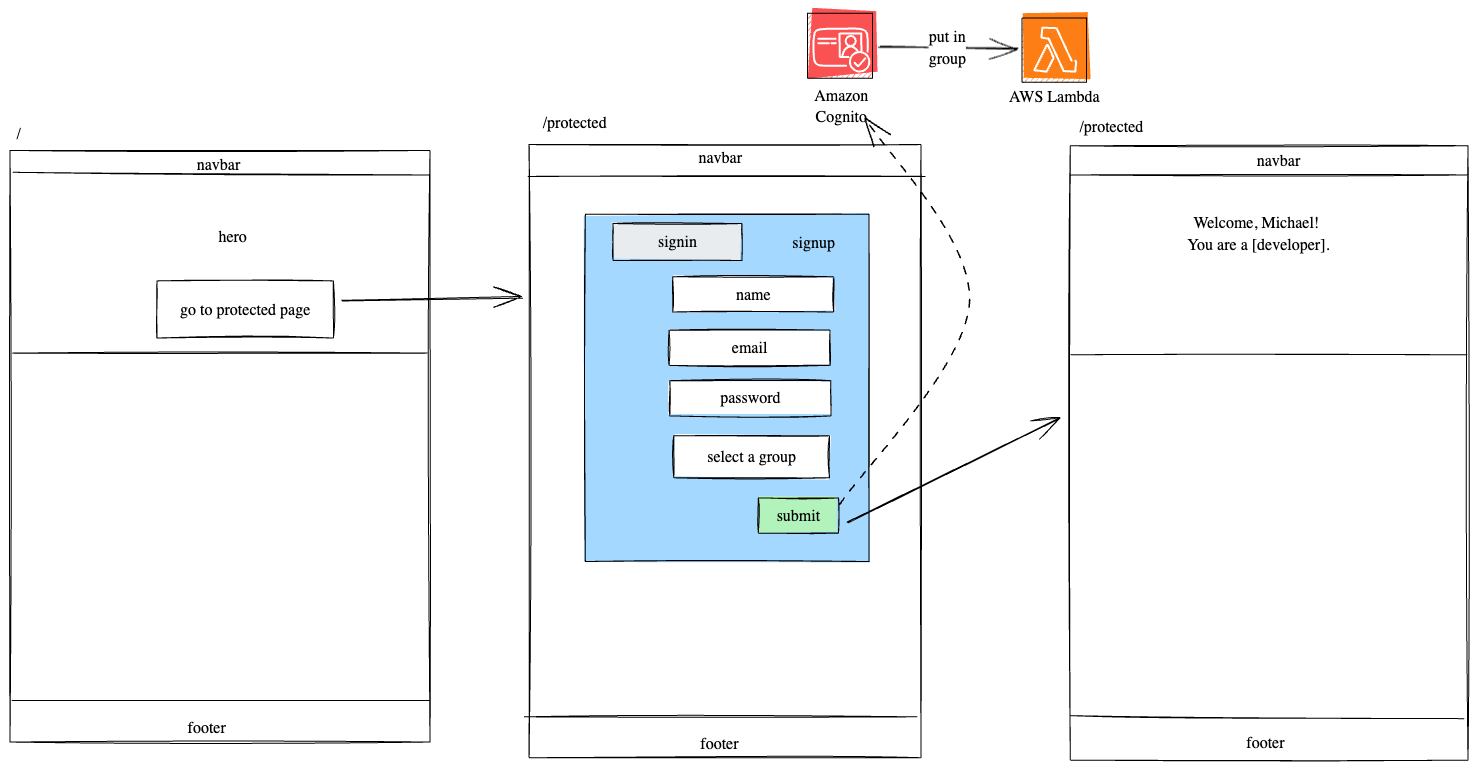 put in
group
Amazon
Cognito
AWS Lambda
/
navbar
hero
go to protected page
footer
/protected
navbar
signin
signup
name
email
password
select a group
submit
footer
/protected
navbar
Welcome, Michael!
You are a [developer].
footer